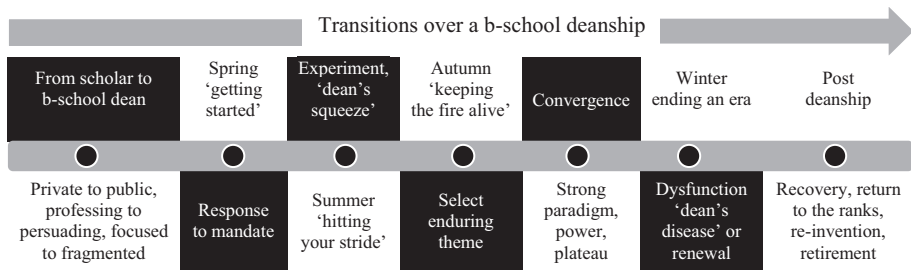 Transitions over a b-school deanship
From scholar to
b-school dean
Spring
‘getting
started’
Experiment,
‘dean’s
squeeze’
Autumn
‘keeping
the fire alive’
Convergence
Winter
ending an era
Post
deanship
Private to public,
professing to
persuading, focused
to fragmented
Response
to mandate
Summer
‘hitting
your stride’
Select
enduring
theme
Strong
paradigm,
power,
plateau
Dysfunction
‘dean’s
disease’ or
renewal
Recovery, return
to the ranks,
re-invention,
retirement